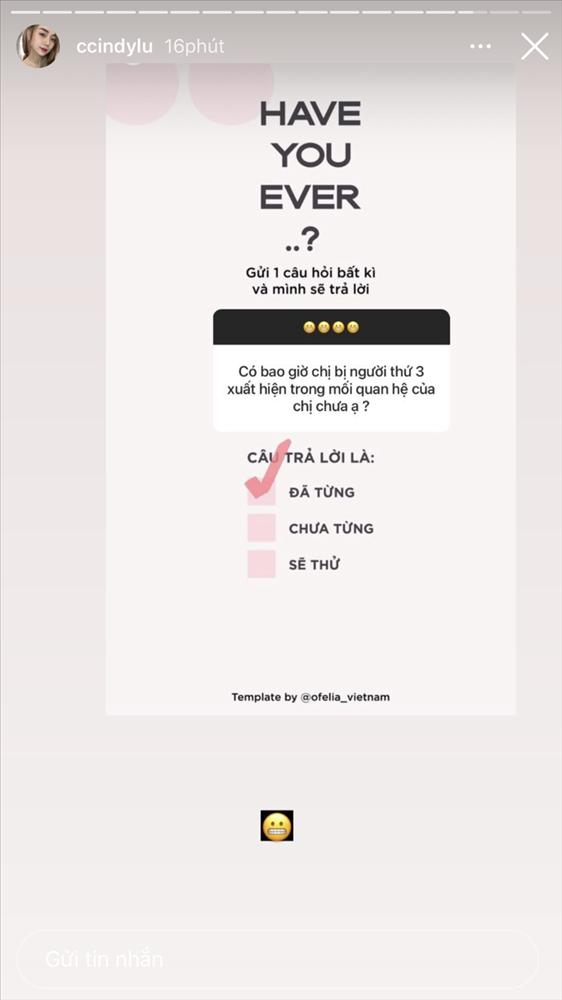 ccindylu 16phút
HAVE
YOU
EVER
..?
Gửi 1 câu hỏi bất kì
và mình sẽ trả lời
Có bao giờ chị bị người thứ 3
xuất hiện trong mối quan hệ của
chị chưa ạ ?
CÂU TRẢ LỜI LÀ:
ĐÃ TỪNG
CHƯA TỪNG
SẼ THỬ
Template by @ofelia_vietnam
Gửi tin nhắn